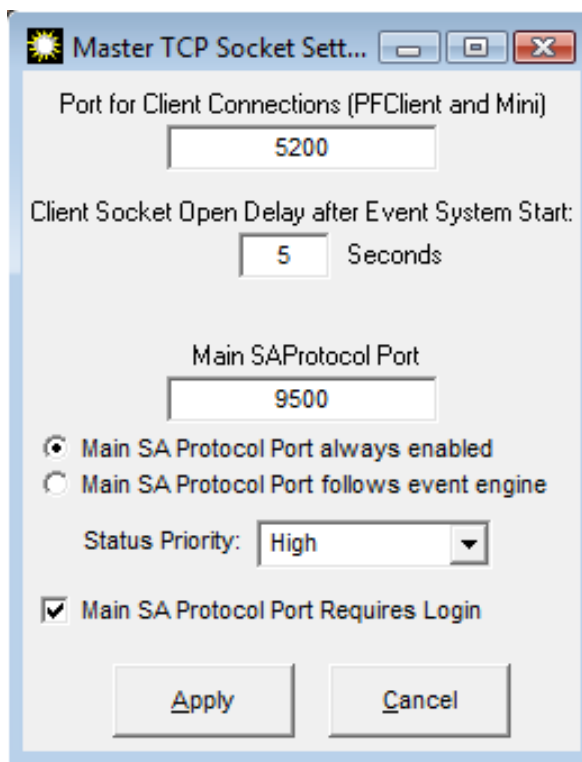 Master TCP Socket Sett...
Port for Client Connections (PFClient and Mini)
5200
Client Socket Open Delay after Event System Start:
5 Seconds
Main SAProtocol Port
9500
Main SA Protocol Port always enabled
Main SA Protocol Port follows event engine
Status Priority: High
Main SA Protocol Port Requires Login
Apply Cancel